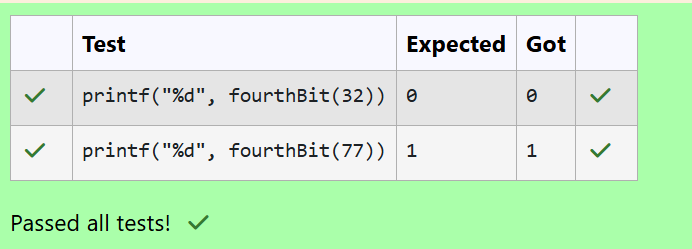 Test Expected Got
printf("%d", fourthBit(32)) 0 0
printf("%d", fourthBit(77)) 1 1
Passed all tests!